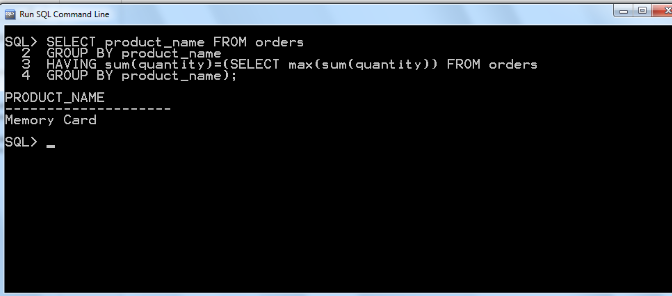 Run SQL Command Line
SQL> SELECT product_name FROM orders
2 GROUP BY product_name
3 HAVING sum(quantity)=(SELECT max(sum(quantity)) FROM orders
4 GROUP BY product_name);
PRODUCT_NAME
--------------------
Memory Card
SQL> _